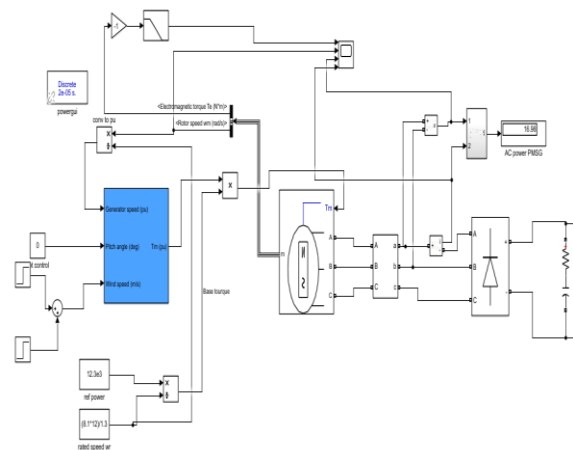 -1
Discrete
2e-05 s.
powergui
conv to pu
<Electromagnetic torque Te (N*m)>
<Rotor speed wm (rad/s)>
1
2
16.98
AC power PMSG
Generator speed (pu)
Pitch angle (deg)
Tm (pu)
Wind speed (m/s)
0
control
Tm
m
A
B
C
N
S
A
B
C
a
b
c
A
B
C
+
-
Base tourque
12.3e3
ref power
(8.1*12)/1.3
rated speed wr